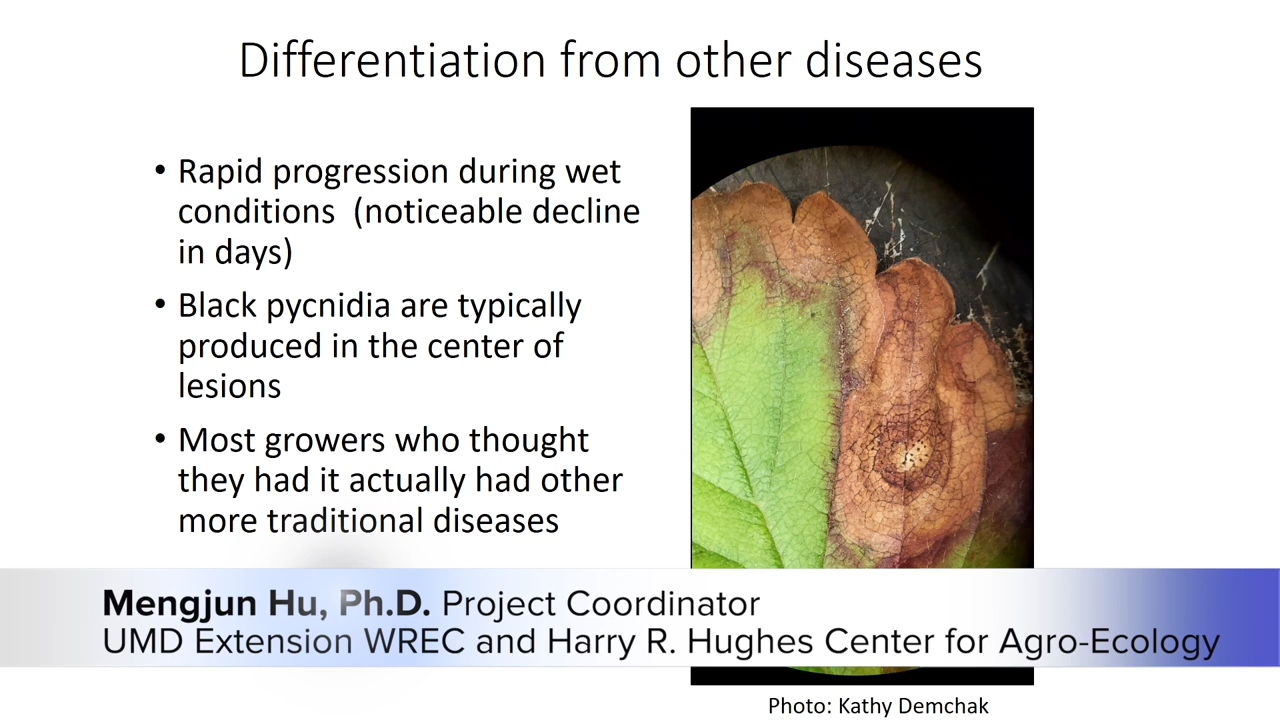 Differentiation from other diseases
• Rapid progression during wet
conditions (noticeable decline
in days)
• Black pycnidia are typically
produced in the center of
lesions
• Most growers who thought
they had it actually had other
more traditional diseases
Mengjun Hu, Ph.D. Project Coordinator
UMD Extension WREC and Harry R. Hughes Center for Agro-Ecology
Photo: Kathy Demchak